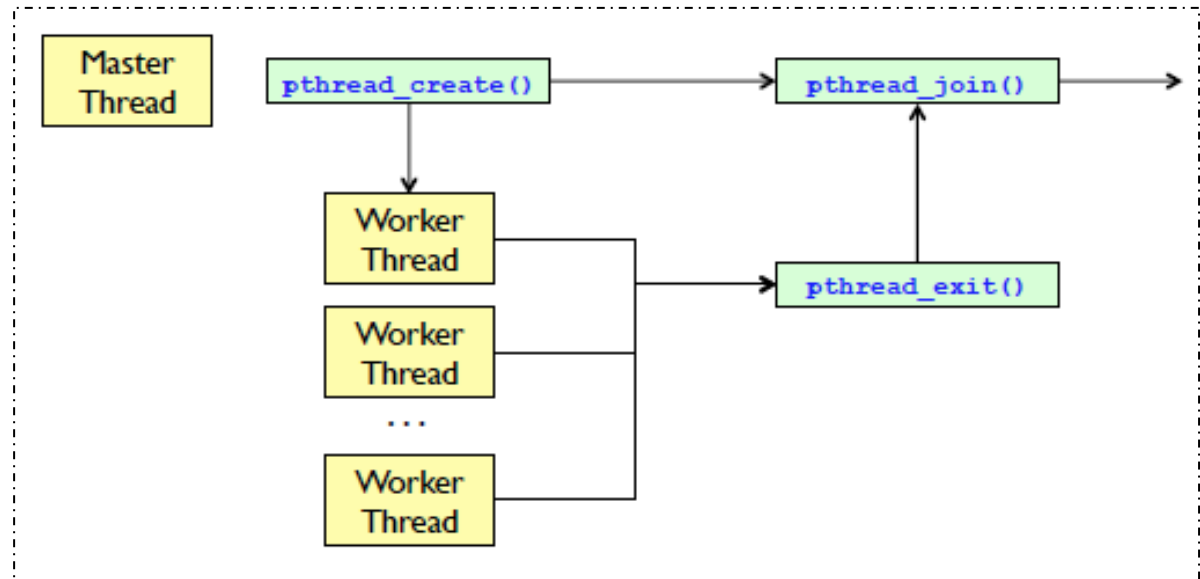 Master
Thread
pthread_create()
pthread_join()
Worker
Thread
pthread_exit()
Worker
Thread
...
Worker
Thread